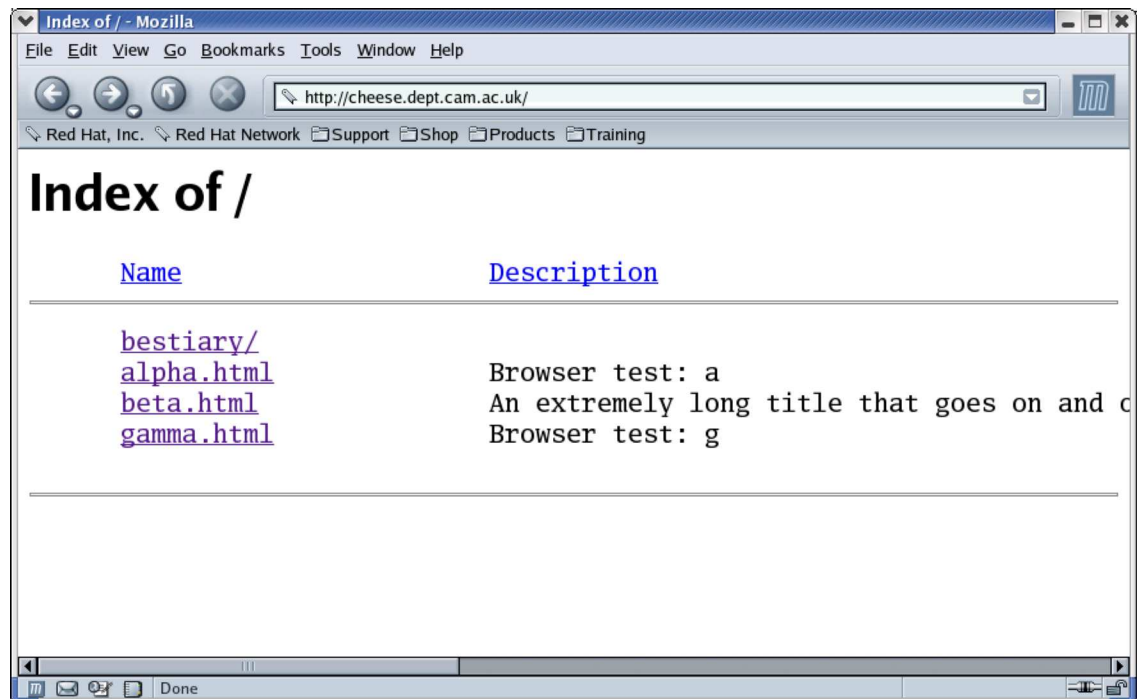 Index of / - Mozilla
File Edit View Go Bookmarks Tools Window Help
http://cheese.dept.cam.ac.uk/
Red Hat, Inc. Red Hat Network Support Shop Products Training
Index of /
Name Description
bestiary/
alpha.html Browser test: a
beta.html An extremely long title that goes on and
gamma.html Browser test: g
Done